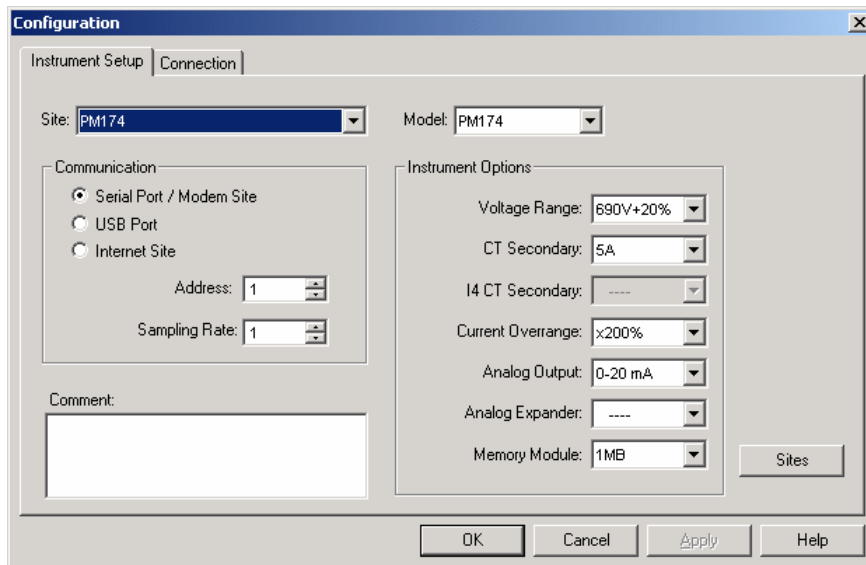 Configuration
Instrument Setup
Connection
Site: PM174
Model: PM174
Communication
Serial Port / Modem Site
USB Port
Internet Site
Address: 1
Sampling Rate: 1
Comment:
Instrument Options
Voltage Range: 690V+20%
CT Secondary: 5A
I4 CT Secondary: ----
Current Overrange: x200%
Analog Output: 0-20 mA
Analog Expander: ----
Memory Module: 1MB
Sites
OK
Cancel
Apply
Help